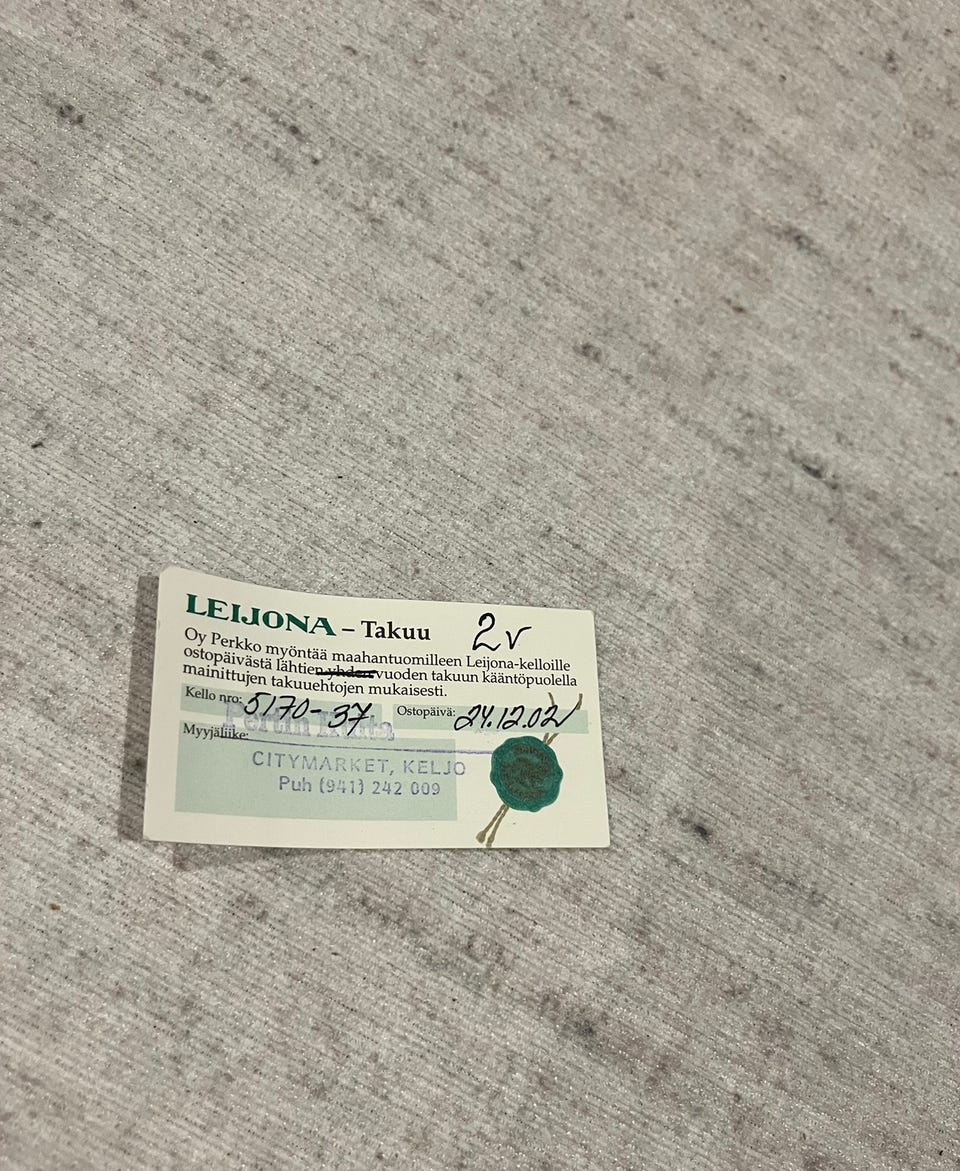 LEIJONA – Takuu 2v
Oy Perkko myöntää maahantuomilleen Leijona-kelloille
ostopäivästä lähtien yhden vuoden takuun kääntöpuolella
mainittujen takuuehtojen mukaisesti.
Kello nro: 5170-37 Ostopäivä: 24.12.02
Myyjäliike:
CITYMARKET, KELJO
Puh (941) 242 009